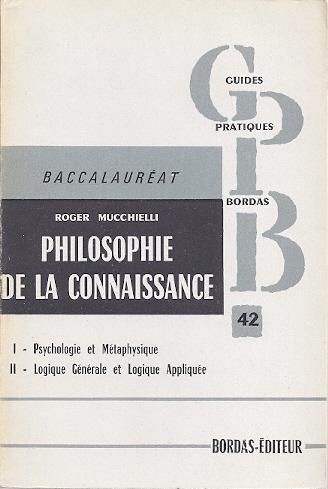 GUIDES
PRATIQUES
BORDAS
GPB
BACCALAURÉAT
ROGER MUCCHIELLI
PHILOSOPHIE
DE LA CONNAISSANCE
42
I - Psychologie et Métaphysique
II - Logique Générale et Logique Appliquée
BORDAS-ÉDITEUR